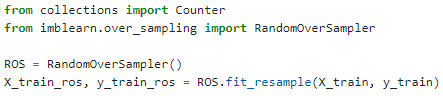 from collections import Counter
from imblearn.over_sampling import RandomOverSampler
ROS = RandomOverSampler()
X_train_ros, y_train_ros = ROS.fit_resample(X_train, y_train)